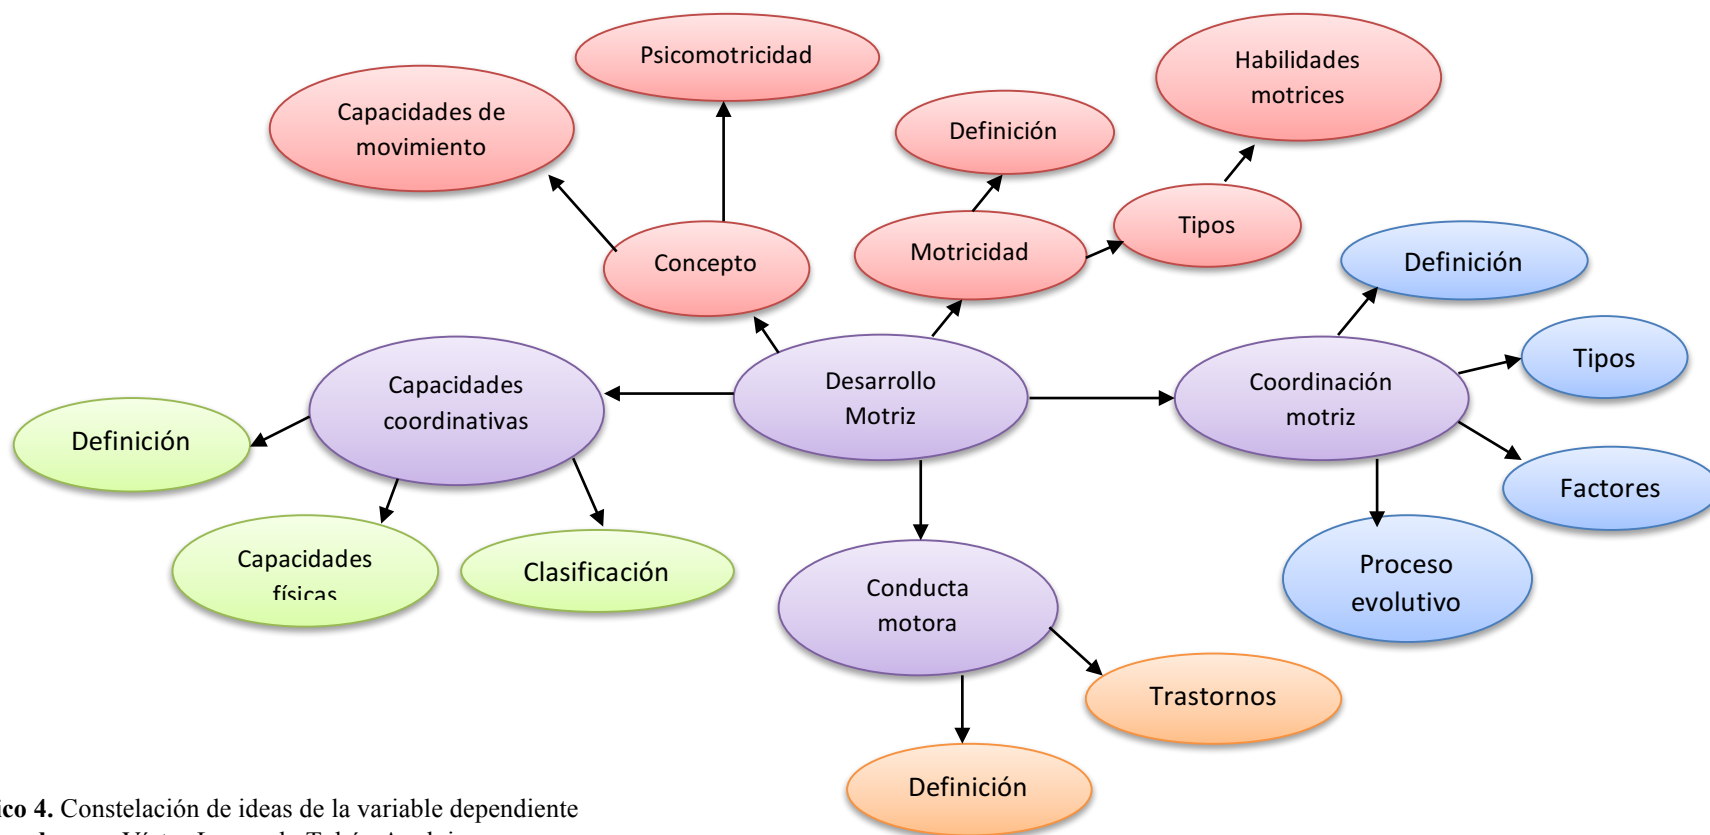 Psicomotricidad
Habilidades
motrices
Capacidades de
movimiento
Definición
Tipos
Motricidad
Concepto
Definición
Tipos
Desarrollo
Motriz
Capacidades
coordinativas
Coordinación
motriz
Definición
Factores
Capacidades
físicas
Clasificación
Proceso
evolutivo
Conducta
motora
Trastornos
Definición
ico 4. Constelación de ideas de la variable dependiente